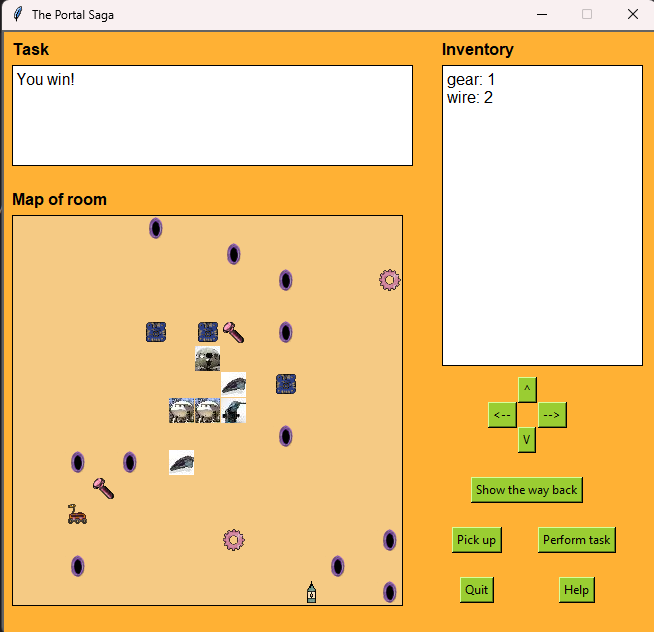 The Portal Saga
Task
Inventory
You win!
gear: 1
wire: 2
Map of room
^
<--
-->
V
Show the way back
Pick up
Perform task
Quit
Help